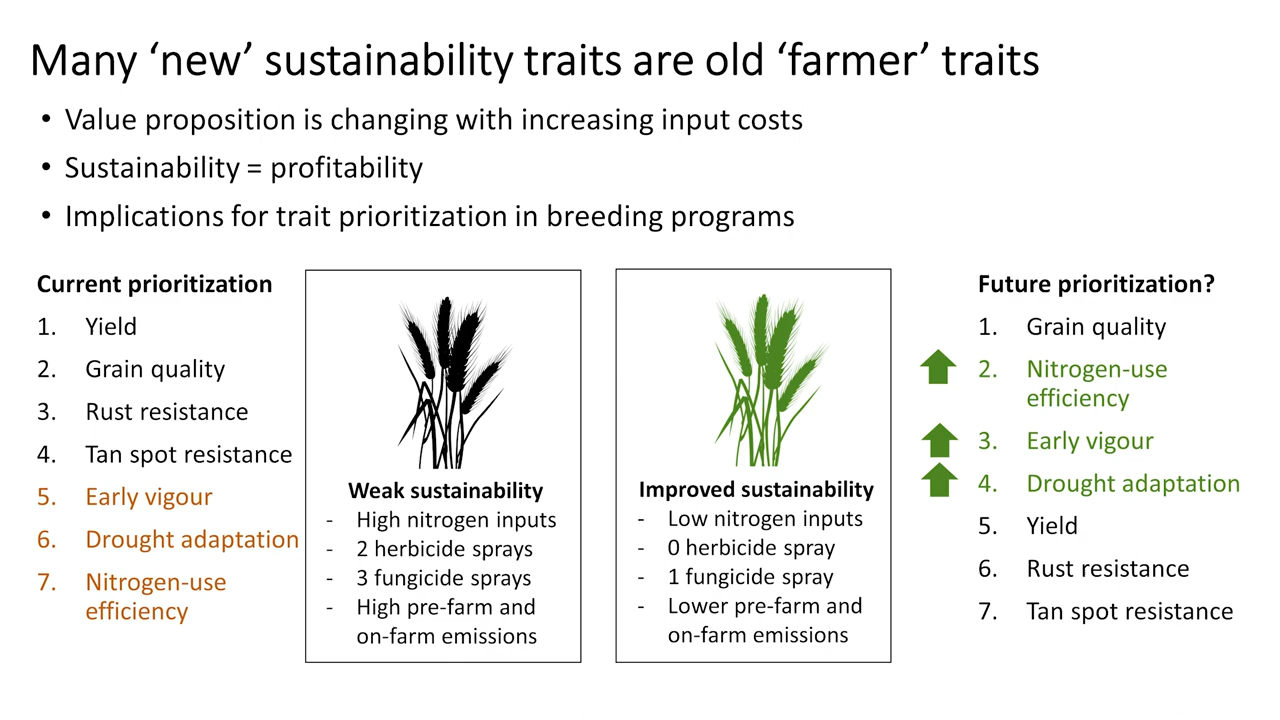 Many ‘new’ sustainability traits are old ‘farmer’ traits
• Value proposition is changing with increasing input costs
• Sustainability = profitability
• Implications for trait prioritization in breeding programs
Current prioritization
1. Yield
2. Grain quality
3. Rust resistance
4. Tan spot resistance
5. Early vigour
6. Drought adaptation
7. Nitrogen-use
efficiency
Weak sustainability
- High nitrogen inputs
- 2 herbicide sprays
- 3 fungicide sprays
- High pre-farm and
on-farm emissions
Improved sustainability
- Low nitrogen inputs
- 0 herbicide spray
- 1 fungicide spray
- Lower pre-farm and
on-farm emissions
Future prioritization?
1. Grain quality
2. Nitrogen-use
efficiency
3. Early vigour
4. Drought adaptation
5. Yield
6. Rust resistance
7. Tan spot resistance